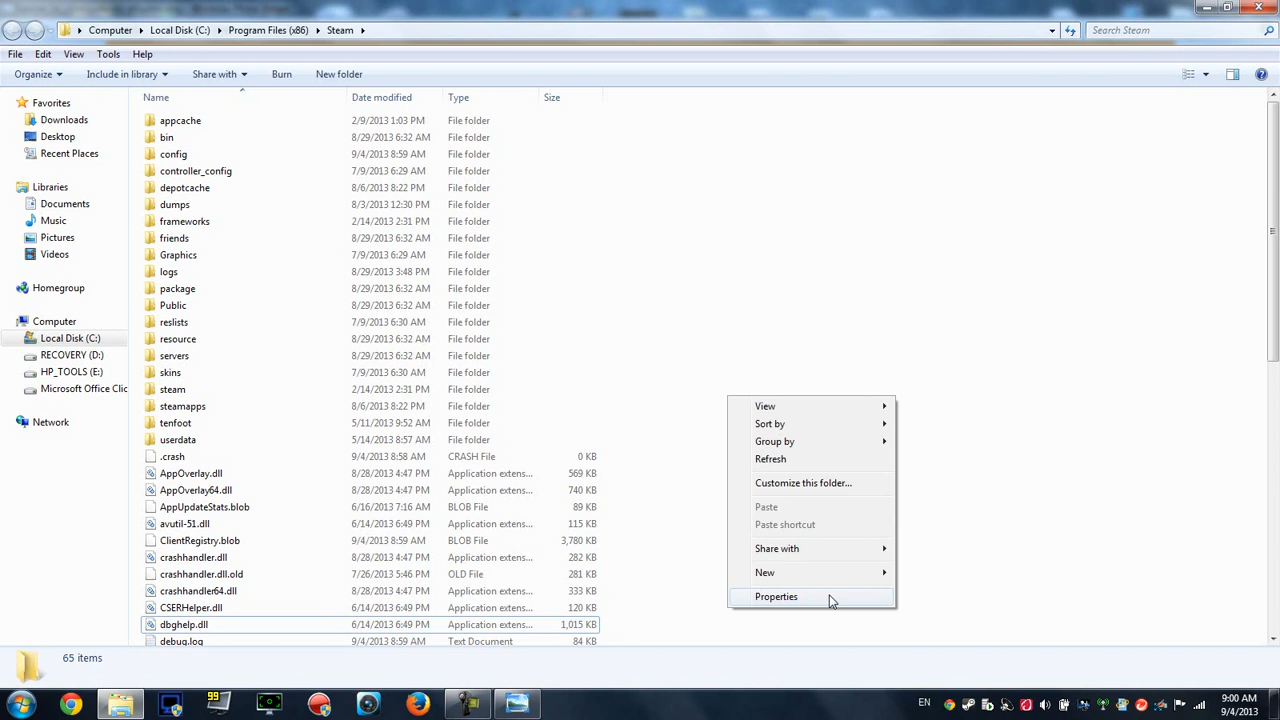 Computer Local Disk (C:) Program Files (x86) Steam Search Steam
File Edit View Tools Help
Organize Include in library Share with Burn New folder
Name Date modified Type Size
Favorites
Downloads
Desktop
Recent Places
Libraries
Documents
Music
Pictures
Videos
Homegroup
Computer
Local Disk (C:)
RECOVERY (D:)
HP_TOOLS (E:)
Microsoft Office Clic
Network
appcache 2/9/2013 1:03 PM File folder
bin 8/29/2013 6:32 AM File folder
config 9/4/2013 8:59 AM File folder
controller_config 7/9/2013 6:29 AM File folder
depotcache 8/6/2013 8:22 PM File folder
dumps 8/3/2013 12:30 PM File folder
frameworks 2/14/2013 2:31 PM File folder
friends 8/29/2013 6:32 AM File folder
Graphics 7/9/2013 6:29 AM File folder
logs 8/29/2013 3:48 PM File folder
package 8/29/2013 6:32 AM File folder
Public 8/29/2013 6:32 AM File folder
reslists 7/9/2013 6:30 AM File folder
resource 8/29/2013 6:32 AM File folder
servers 8/29/2013 6:32 AM File folder
skins 7/9/2013 6:30 AM File folder
steam 2/14/2013 2:31 PM File folder
steamapps 8/6/2013 8:22 PM File folder
tenfoot 5/11/2013 9:52 AM File folder
userdata 5/14/2013 8:57 AM File folder
.crash 9/4/2013 8:58 AM CRASH File 0 KB
AppOverlay.dll 8/28/2013 4:47 PM Application extens... 569 KB
AppOverlay64.dll 8/28/2013 4:47 PM Application extens... 740 KB
AppUpdateStats.blob 6/16/2013 7:16 AM BLOB File 89 KB
avutil-51.dll 6/14/2013 6:49 PM Application extens... 115 KB
ClientRegistry.blob 9/4/2013 8:59 AM BLOB File 3,780 KB
crashhandler.dll 8/28/2013 4:47 PM Application extens... 332 KB
crashhandler.dll.old 7/26/2013 5:46 PM OLD File 281 KB
crashhandler64.dll 8/28/2013 4:47 PM Application extens... 333 KB
CSERHelper.dll 6/14/2013 6:49 PM Application extens... 120 KB
dbghelp.dll 6/14/2013 6:49 PM Application extens... 1,015 KB
debug.log 9/4/2013 8:59 AM Text Document 84 KB
View
Sort by
Group by
Refresh
Customize this folder...
Paste
Paste shortcut
Share with
New
Properties
65 items
99
EN
9:00 AM
9/4/2013